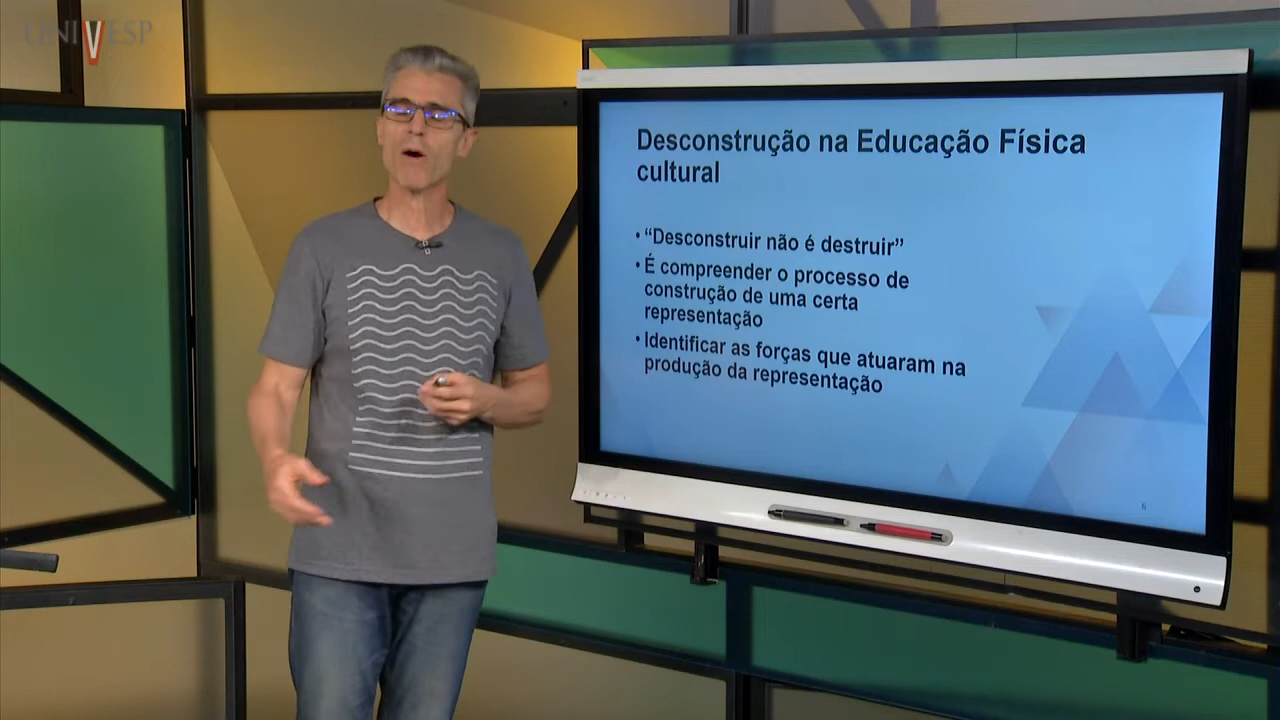 UNIVESP
Desconstrução na Educação Física
cultural
• “Desconstruir não é destruir”
• É compreender o processo de
construção de uma certa
representação
• Identificar as forças que atuaram na
produção da representação
6